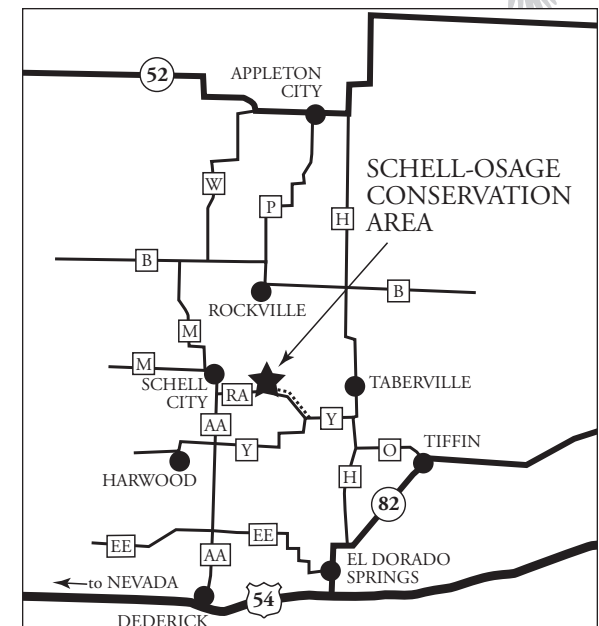 52
APPLETON
CITY
W
SCHELL-OSAGE
CONSERVATION
AREA
P
H
B
B
ROCKVILLE
M
M
SCHELL
CITY
RA
TABERVILLE
AA
Y
Y
O
TIFFIN
HARWOOD
H
82
EE
EE
AA
EL DORADO
SPRINGS
to NEVADA
54
DEDERICK